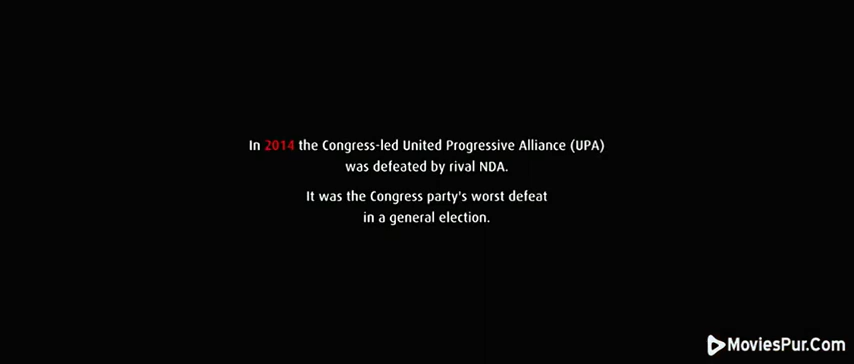 In 2014 the Congress-led United Progressive Alliance (UPA)
was defeated by rival NDA.
It was the Congress party's worst defeat
in a general election.
MoviesPur.Com